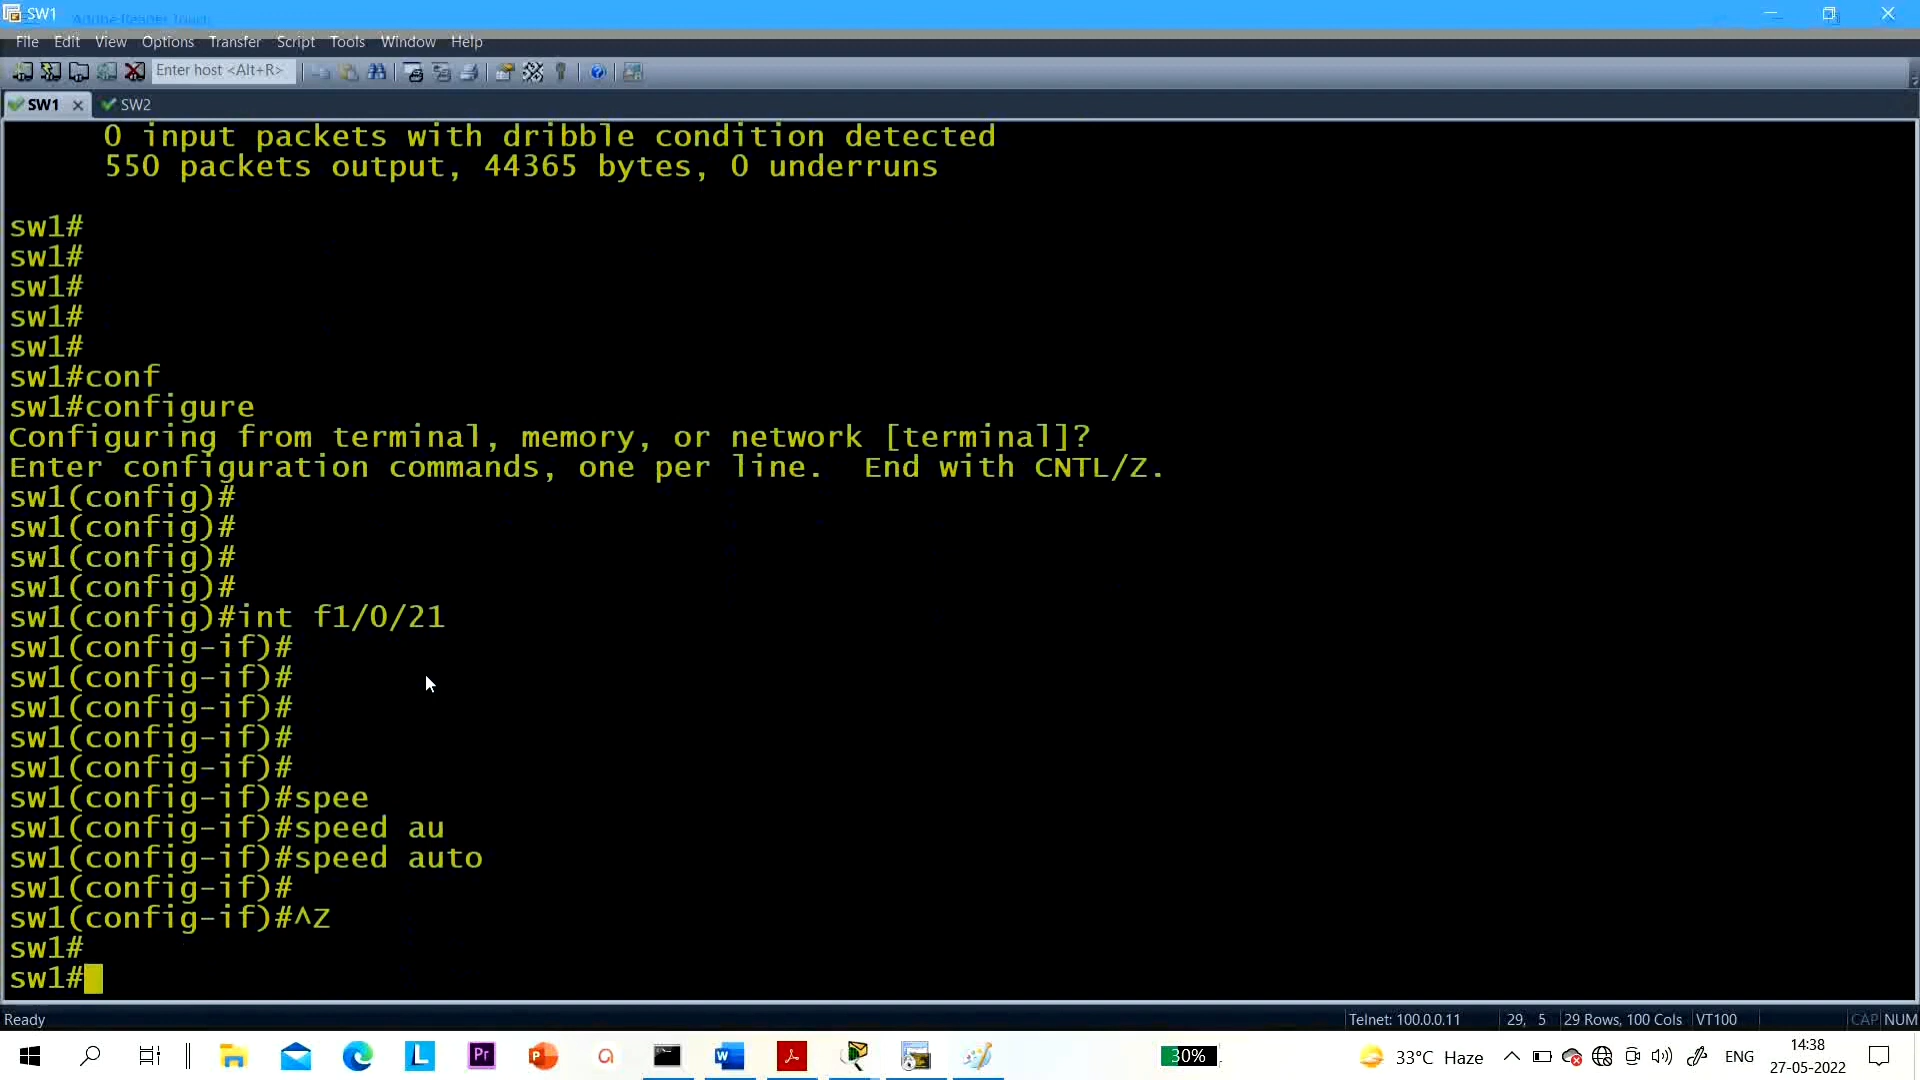 SW1
Adobe Reader Touch
File Edit View Options Transfer Script Tools Window Help
Enter host <Alt+R>
SW1 SW2
0 input packets with dribble condition detected
550 packets output, 44365 bytes, 0 underruns
sw1#
sw1#
sw1#
sw1#
sw1#
sw1#conf
sw1#configure
Configuring from terminal, memory, or network [terminal]?
Enter configuration commands, one per line.  End with CNTL/Z.
sw1(config)#
sw1(config)#
sw1(config)#
sw1(config)#
sw1(config)#int f1/0/21
sw1(config-if)#
sw1(config-if)#
sw1(config-if)#
sw1(config-if)#
sw1(config-if)#
sw1(config-if)#spee
sw1(config-if)#speed au
sw1(config-if)#speed auto
sw1(config-if)#
sw1(config-if)#^Z
sw1#
sw1#
Ready Telnet: 100.0.0.11 29, 5 29 Rows, 100 Cols VT100 CAP NUM
L Pr P W 30% 33°C Haze ENG 14:38
27-05-2022